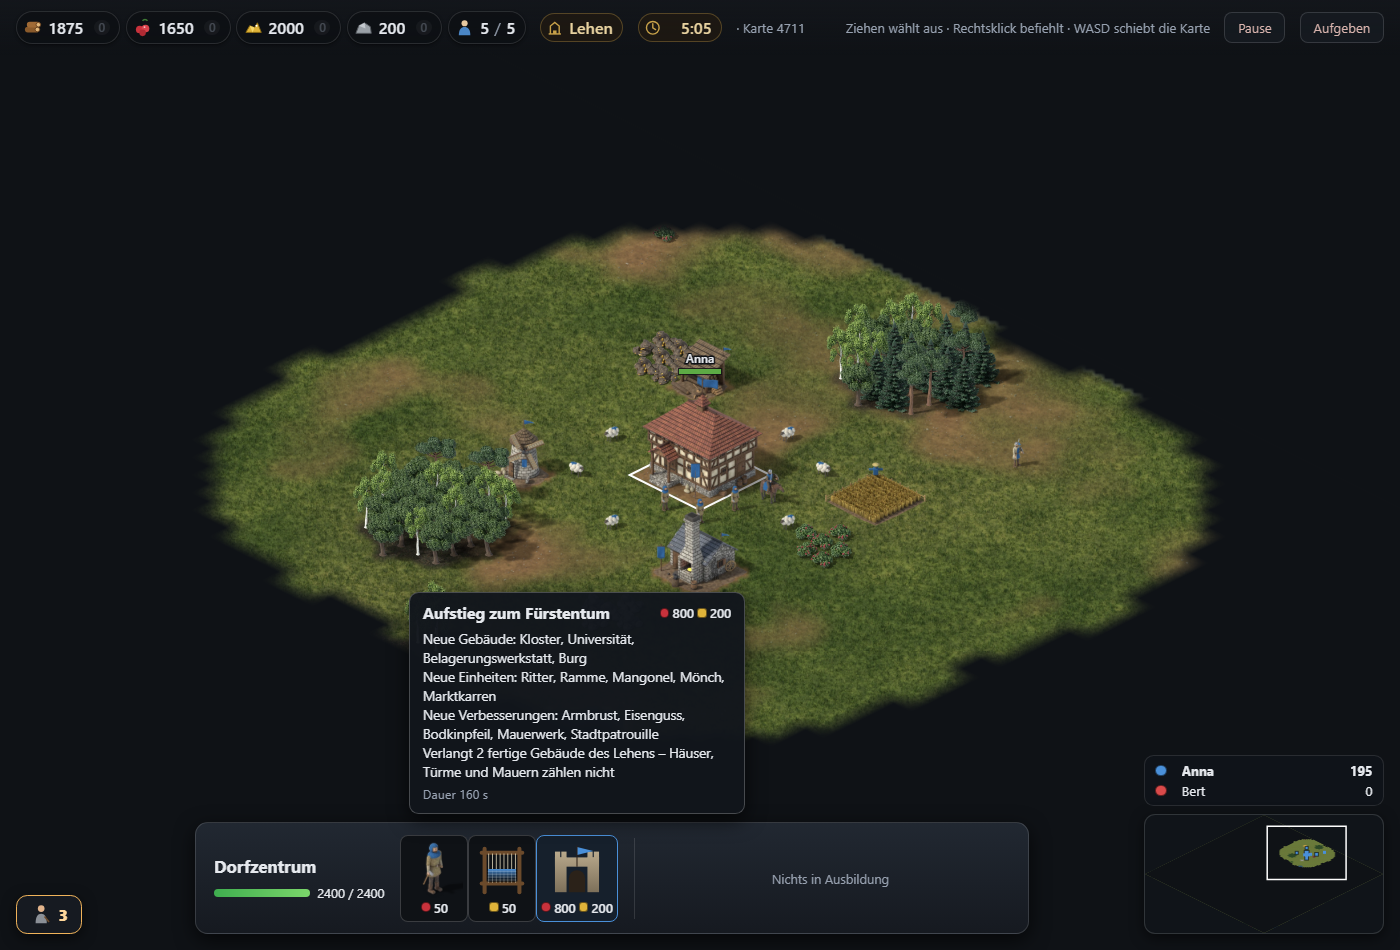 1875 0 1650 0 2000 0 200 0 5 / 5 Lehen 5:05 · Karte 4711 Ziehen wählt aus · Rechtsklick befiehlt · WASD schiebt die Karte Pause Aufgeben
Anna
Aufstieg zum Fürstentum 800 200
Neue Gebäude: Kloster, Universität,
Belagerungswerkstatt, Burg
Neue Einheiten: Ritter, Ramme, Mangonel, Mönch,
Marktkarren
Neue Verbesserungen: Armbrust, Eisenguss,
Bodkinpfeil, Mauerwerk, Stadtpatrouille
Verlangt 2 fertige Gebäude des Lehens – Häuser,
Türme und Mauern zählen nicht
Dauer 160 s
Anna 195
Bert 0
Dorfzentrum
2400 / 2400
50 50 800 200
Nichts in Ausbildung
3